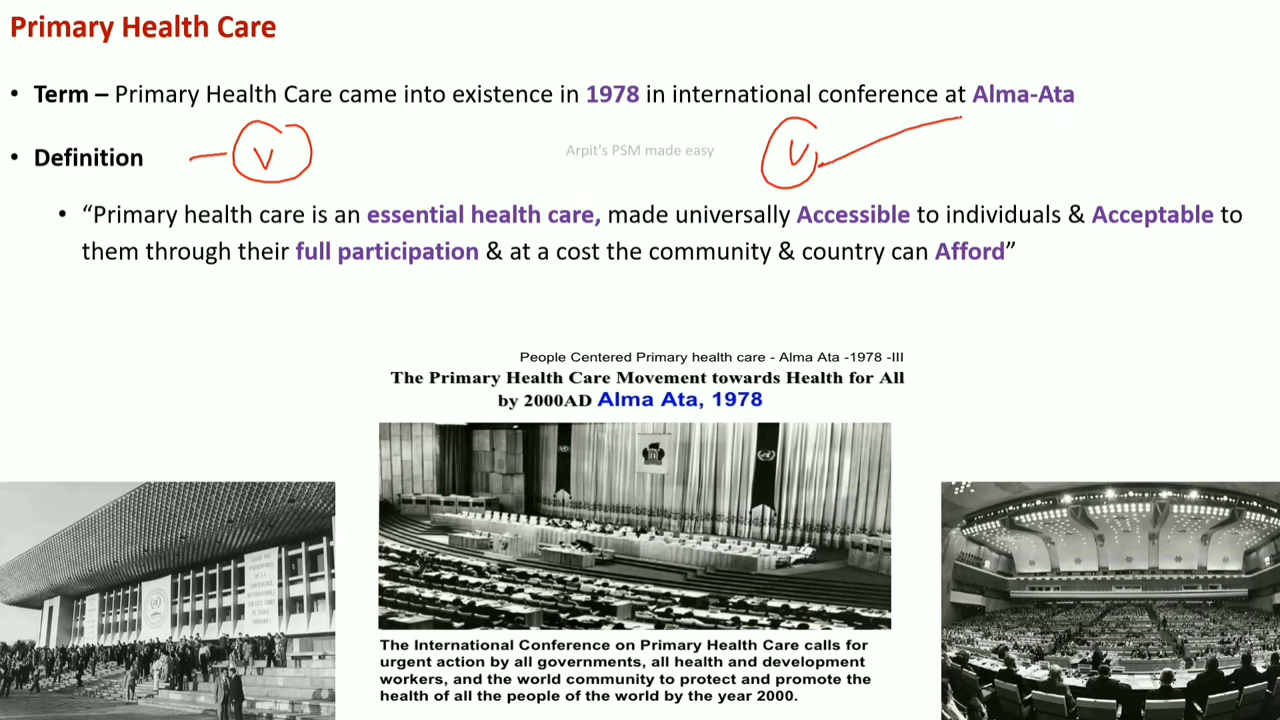 Primary Health Care
• Term – Primary Health Care came into existence in 1978 in international conference at Alma-Ata
• Definition
V
V
Arpit's PSM made easy
• “Primary health care is an essential health care, made universally Accessible to individuals & Acceptable to
them through their full participation & at a cost the community & country can Afford”
People Centered Primary health care - Alma Ata -1978 -III
The Primary Health Care Movement towards Health for All
by 2000AD Alma Ata, 1978
The International Conference on Primary Health Care calls for
urgent action by all governments, all health and development
workers, and the world community to protect and promote the
health of all the people of the world by the year 2000.